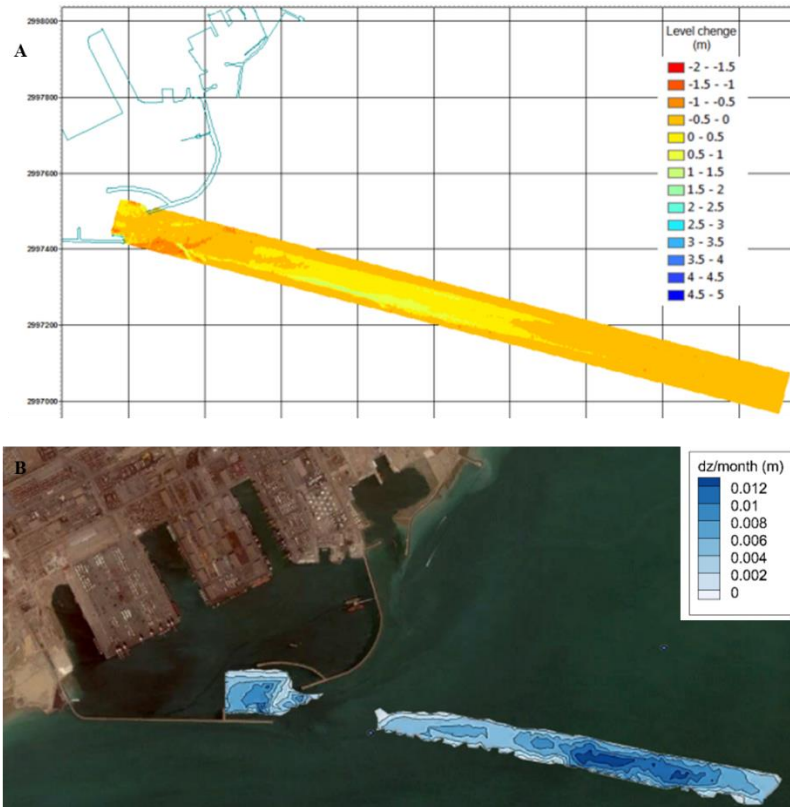 A
2998000
2997800
2997600
2997400
2997200
2997000
Level chenge
(m)
-2 - -1.5
-1.5 - -1
-1 - -0.5
-0.5 - 0
0 - 0.5
0.5 - 1
1 - 1.5
1.5 - 2
2 - 2.5
2.5 - 3
3 - 3.5
3.5 - 4
4 - 4.5
4.5 - 5
B
dz/month (m)
0.012
0.01
0.008
0.006
0.004
0.002
0